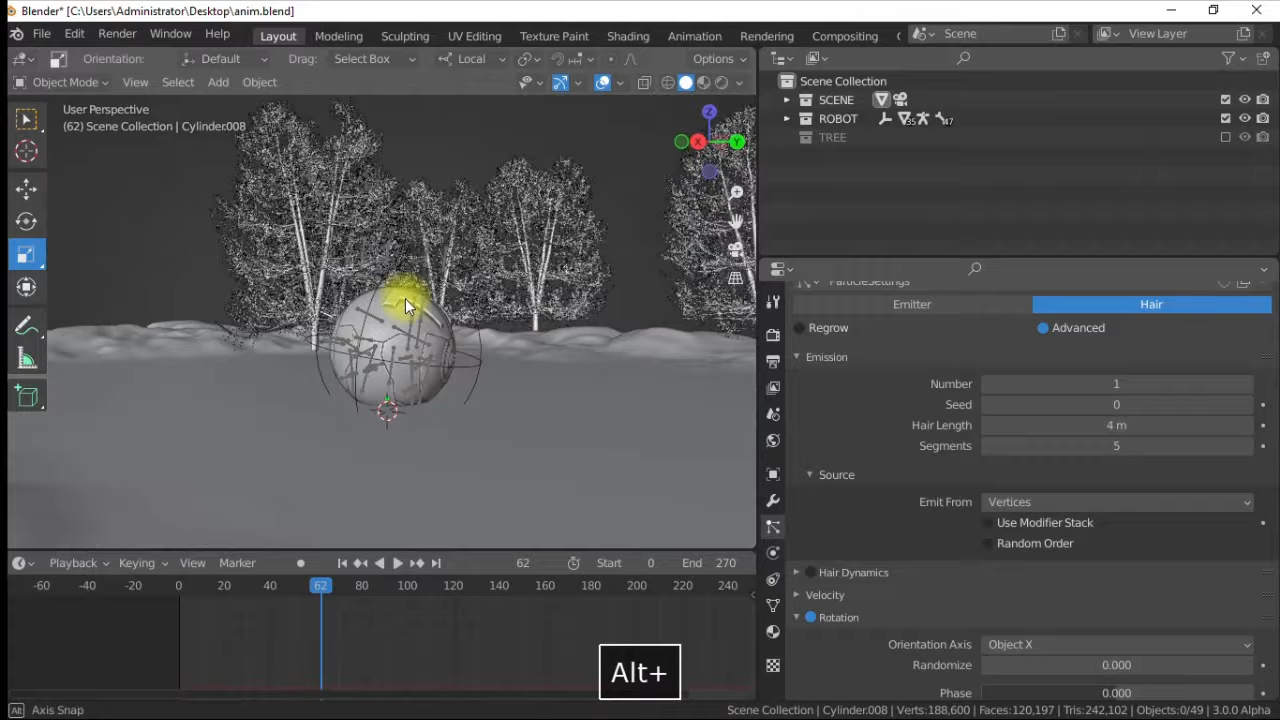 Blender* [C:\Users\Administrator\Desktop\anim.blend]
File Edit Render Window Help Layout Modeling Sculpting UV Editing Texture Paint Shading Animation Rendering Compositing Scene View Layer
Orientation: Default Drag: Select Box Local Options
Object Mode View Select Add Object
Scene Collection
SCENE
ROBOT 35 47
TREE
User Perspective
(62) Scene Collection | Cylinder.008
Z
X
Y
ParticleSettings
Emitter Hair
Regrow Advanced
Emission
Number 1
Seed 0
Hair Length 4 m
Segments 5
Source
Emit From Vertices
Use Modifier Stack
Random Order
Hair Dynamics
Velocity
Rotation
Orientation Axis Object X
Randomize 0.000
Phase 0.000
Playback Keying View Marker 62 Start 0 End 270
-60 -40 -20 0 20 40 62 80 100 120 140 160 180 200 220 240
Alt+
Alt Axis Snap Scene Collection | Cylinder.008 | Verts:188,600 | Faces:120,197 | Tris:242,102 | Objects:0/49 | 3.0.0 Alpha